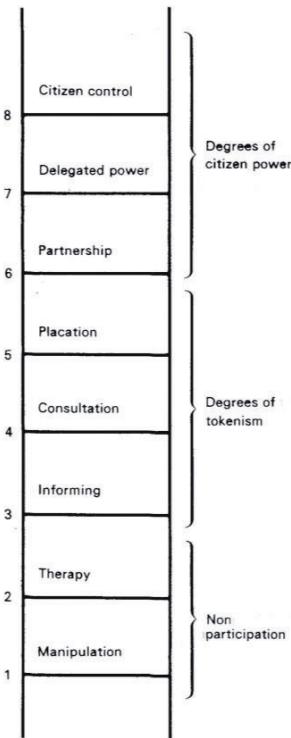 Citizen control
8
Degrees of
citizen power
Delegated power
7
Partnership
6
Placation
5
Degrees of
tokenism
Consultation
4
Informing
3
Therapy
2
Non
participation
Manipulation
1